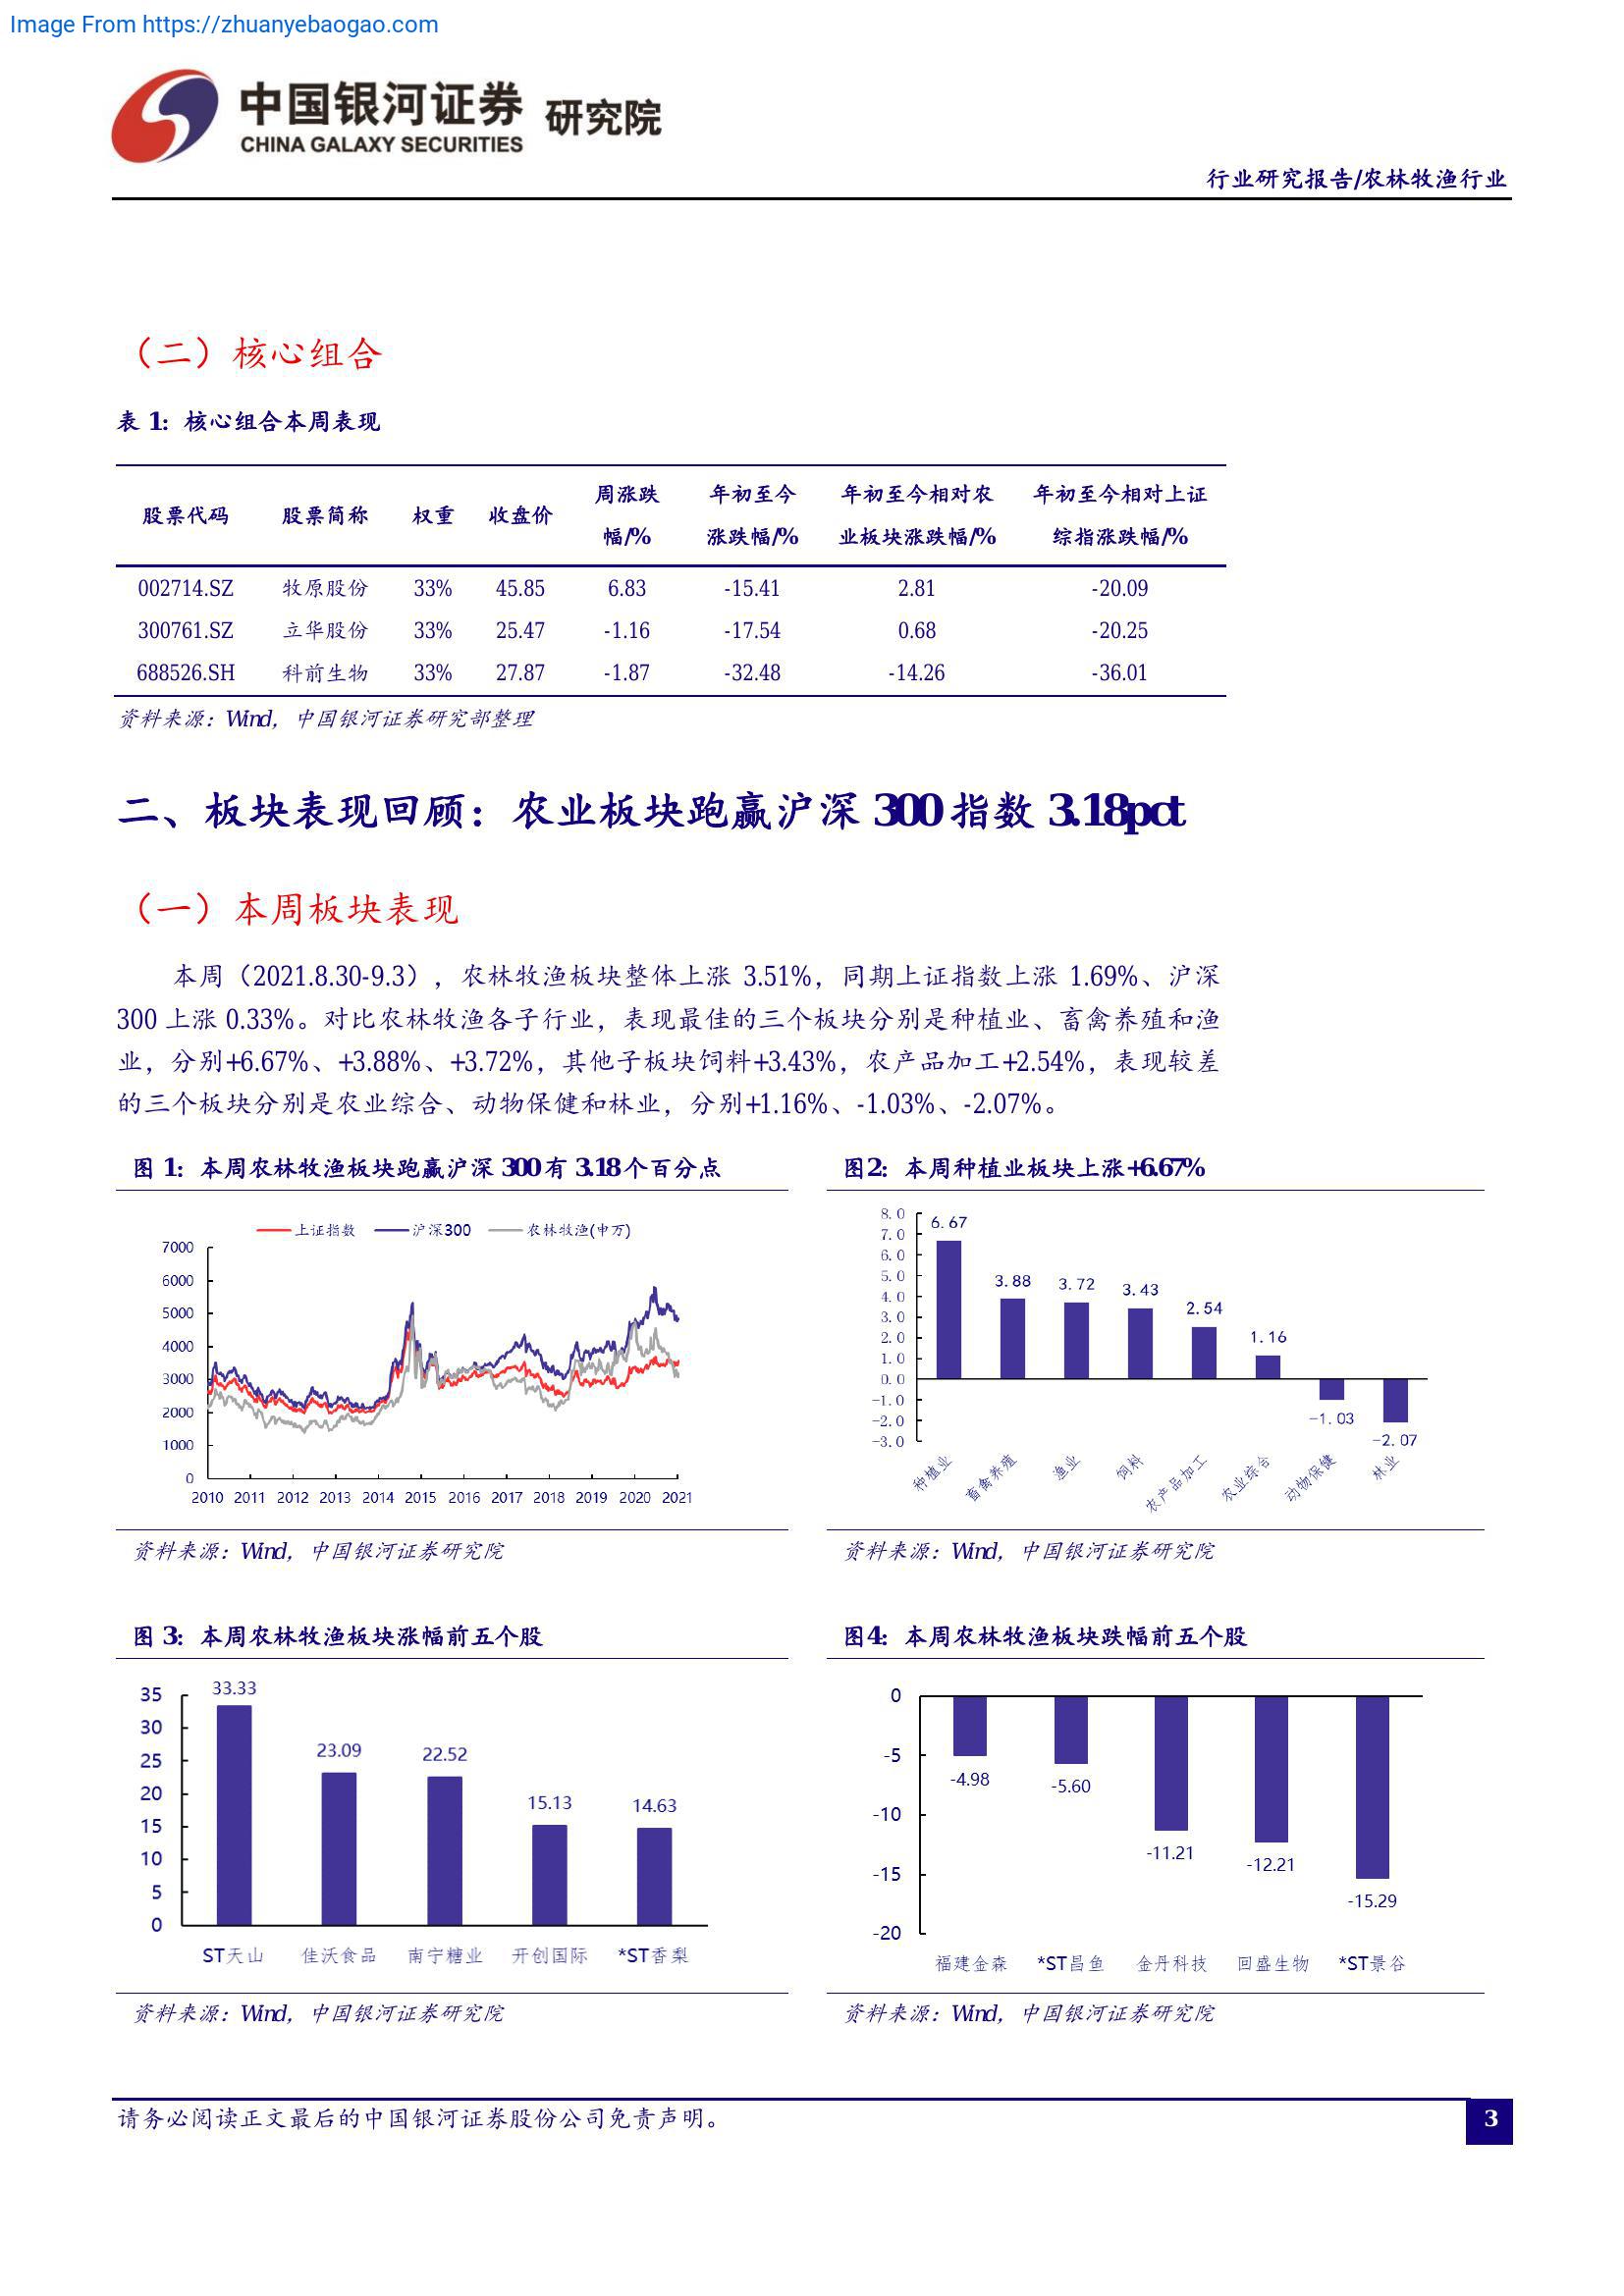 Image From https://zhuanyebaogao.com
中国银河证券 研究院
CHINA GALAXY SECURITIES
行业研究报告/农林牧渔行业
（二）核心组合
表 1: 核心组合本周表现
股票代码 股票简称 权重 收盘价 周涨跌幅/% 年初至今涨跌幅/% 年初至今相对农业板块涨跌幅/% 年初至今相对上证综指涨跌幅/%
002714.SZ 牧原股份 33% 45.85 6.83 -15.41 2.81 -20.09
300761.SZ 立华股份 33% 25.47 -1.16 -17.54 0.68 -20.25
688526.SH 科前生物 33% 27.87 -1.87 -32.48 -14.26 -36.01
资料来源：Wind，中国银河证券研究部整理
二、板块表现回顾：农业板块跑赢沪深 300 指数 3.18pct
（一）本周板块表现
本周（2021.8.30-9.3），农林牧渔板块整体上涨 3.51%，同期上证指数上涨 1.69%、沪深
300 上涨 0.33%。对比农林牧渔各子行业，表现最佳的三个板块分别是种植业、畜禽养殖和渔
业，分别+6.67%、+3.88%、+3.72%，其他子板块饲料+3.43%，农产品加工+2.54%，表现较差
的三个板块分别是农业综合、动物保健和林业，分别+1.16%、-1.03%、-2.07%。
图 1: 本周农林牧渔板块跑赢沪深 300 有 3.18 个百分点
上证指数 沪深300 农林牧渔(申万)
7000
6000
5000
4000
3000
2000
1000
0
2010 2011 2012 2013 2014 2015 2016 2017 2018 2019 2020 2021
资料来源：Wind，中国银河证券研究院
图2: 本周种植业板块上涨+6.67%
8.0
7.0
6.0
5.0
4.0
3.0
2.0
1.0
0.0
-1.0
-2.0
-3.0
6.67
3.88
3.72
3.43
2.54
1.16
-1.03
-2.07
种植业 畜禽养殖 渔业 饲料 农产品加工 农业综合 动物保健 林业
资料来源：Wind，中国银河证券研究院
图 3: 本周农林牧渔板块涨幅前五个股
35
30
25
20
15
10
5
0
33.33
23.09
22.52
15.13
14.63
ST天山 佳沃食品 南宁糖业 开创国际 *ST香梨
资料来源：Wind，中国银河证券研究院
图4: 本周农林牧渔板块跌幅前五个股
0
-5
-10
-15
-20
-4.98
-5.60
-11.21
-12.21
-15.29
福建金森 *ST昌鱼 金丹科技 回盛生物 *ST景谷
资料来源：Wind，中国银河证券研究院
请务必阅读正文最后的中国银河证券股份公司免责声明。
3